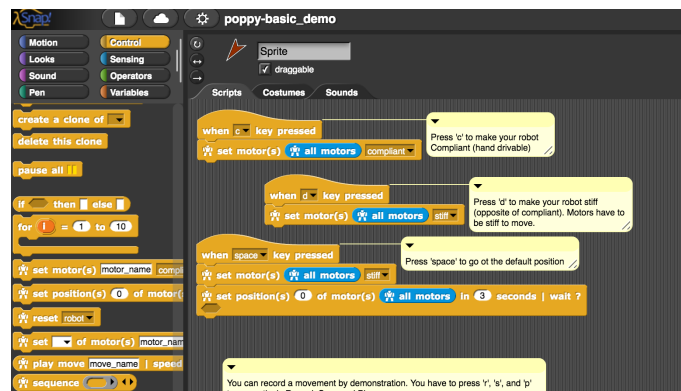 Snap!
poppy-basic_demo
Motion
Control
Looks
Sensing
Sound
Operators
Pen
Variables
Sprite
draggable
Scripts
Costumes
Sounds
create a clone of
delete this clone
pause all
if then else
for i = 1 to 10
set motor(s) motor_name compli
set position(s) 0 of motor(
reset robot
set of motor(s) motor_nam
play move move_name | speed
sequence
when c key pressed
set motor(s) all motors compliant
Press 'c' to make your robot
Compliant (hand drivable)
when d key pressed
set motor(s) all motors stiff
Press 'd' to make your robot stiff
(opposite of compliant). Motors have to
be stiff to move.
when space key pressed
set motor(s) all motors stiff
set position(s) 0 of motor(s) all motors in 3 seconds | wait ?
Press 'space' to go ot the default position
You can record a movement by demonstration. You have to press 'r', 's', and 'p'